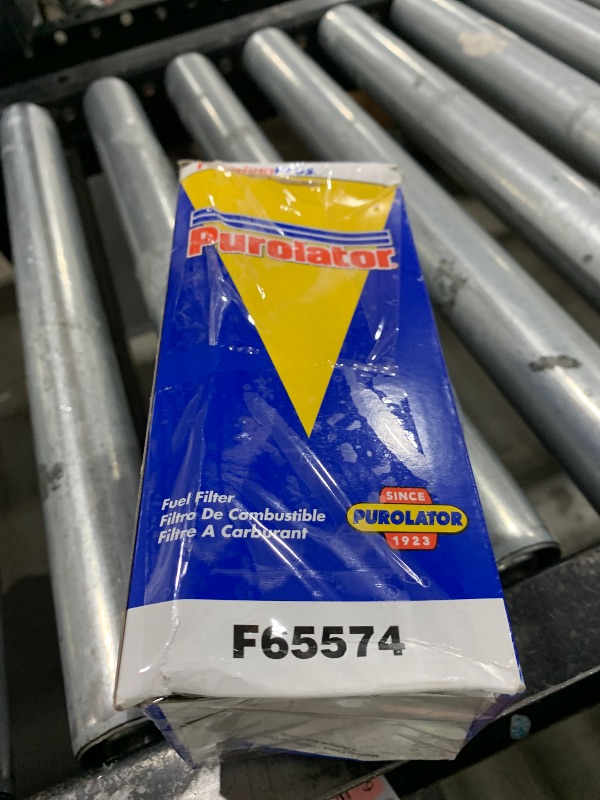 Purolator
Fuel Filter
Filtro De Combustible
Filtre A Carburant
SINCE
PUROLATOR
1923
F65574